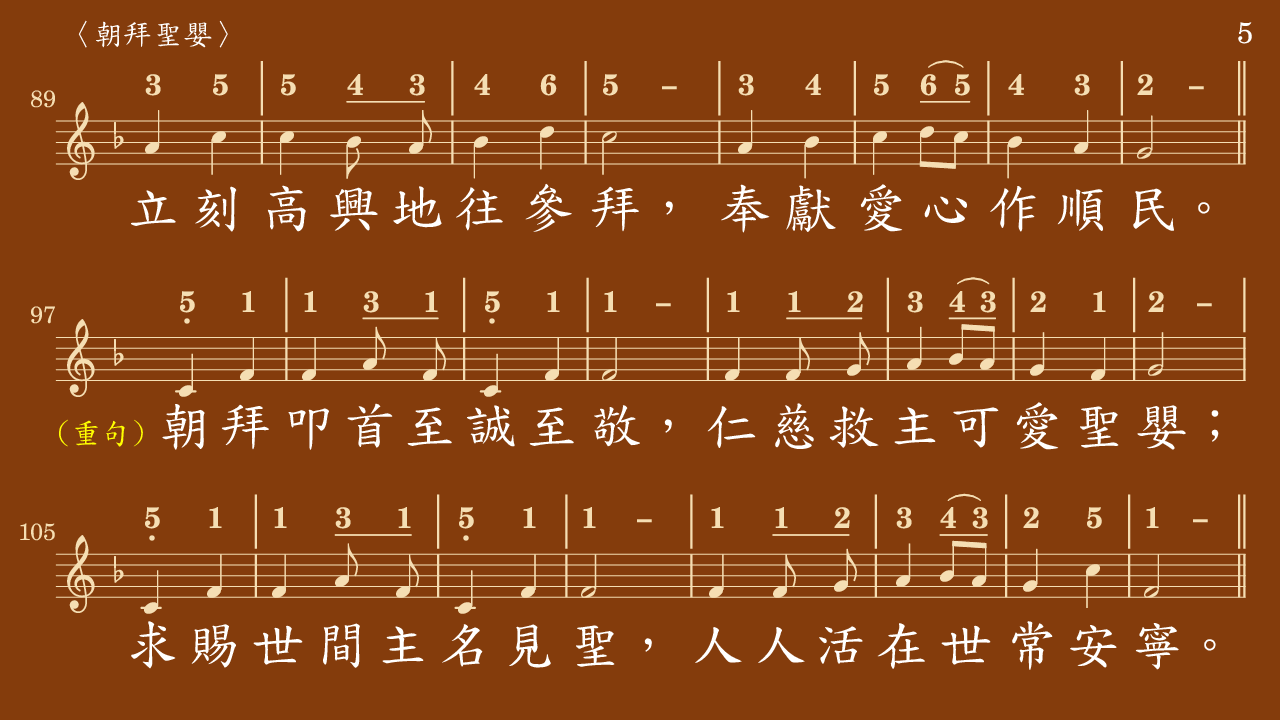 〈朝拜聖嬰〉 5
3 5 | 5 4 3 | 4 6 | 5 – | 3 4 | 5 6 5 | 4 3 | 2 – ||
89
立刻高興地往參拜，奉獻愛心作順民。
5̣ 1 | 1 3 1 | 5̣ 1 | 1 – | 1 1 2 | 3 4 3 | 2 1 | 2 – |
97
（重句）朝拜叩首至誠至敬，仁慈救主可愛聖嬰；
5̣ 1 | 1 3 1 | 5̣ 1 | 1 – | 1 1 2 | 3 4 3 | 2 5 | 1 – ||
105
求賜世間主名見聖，人人活在世常安寧。